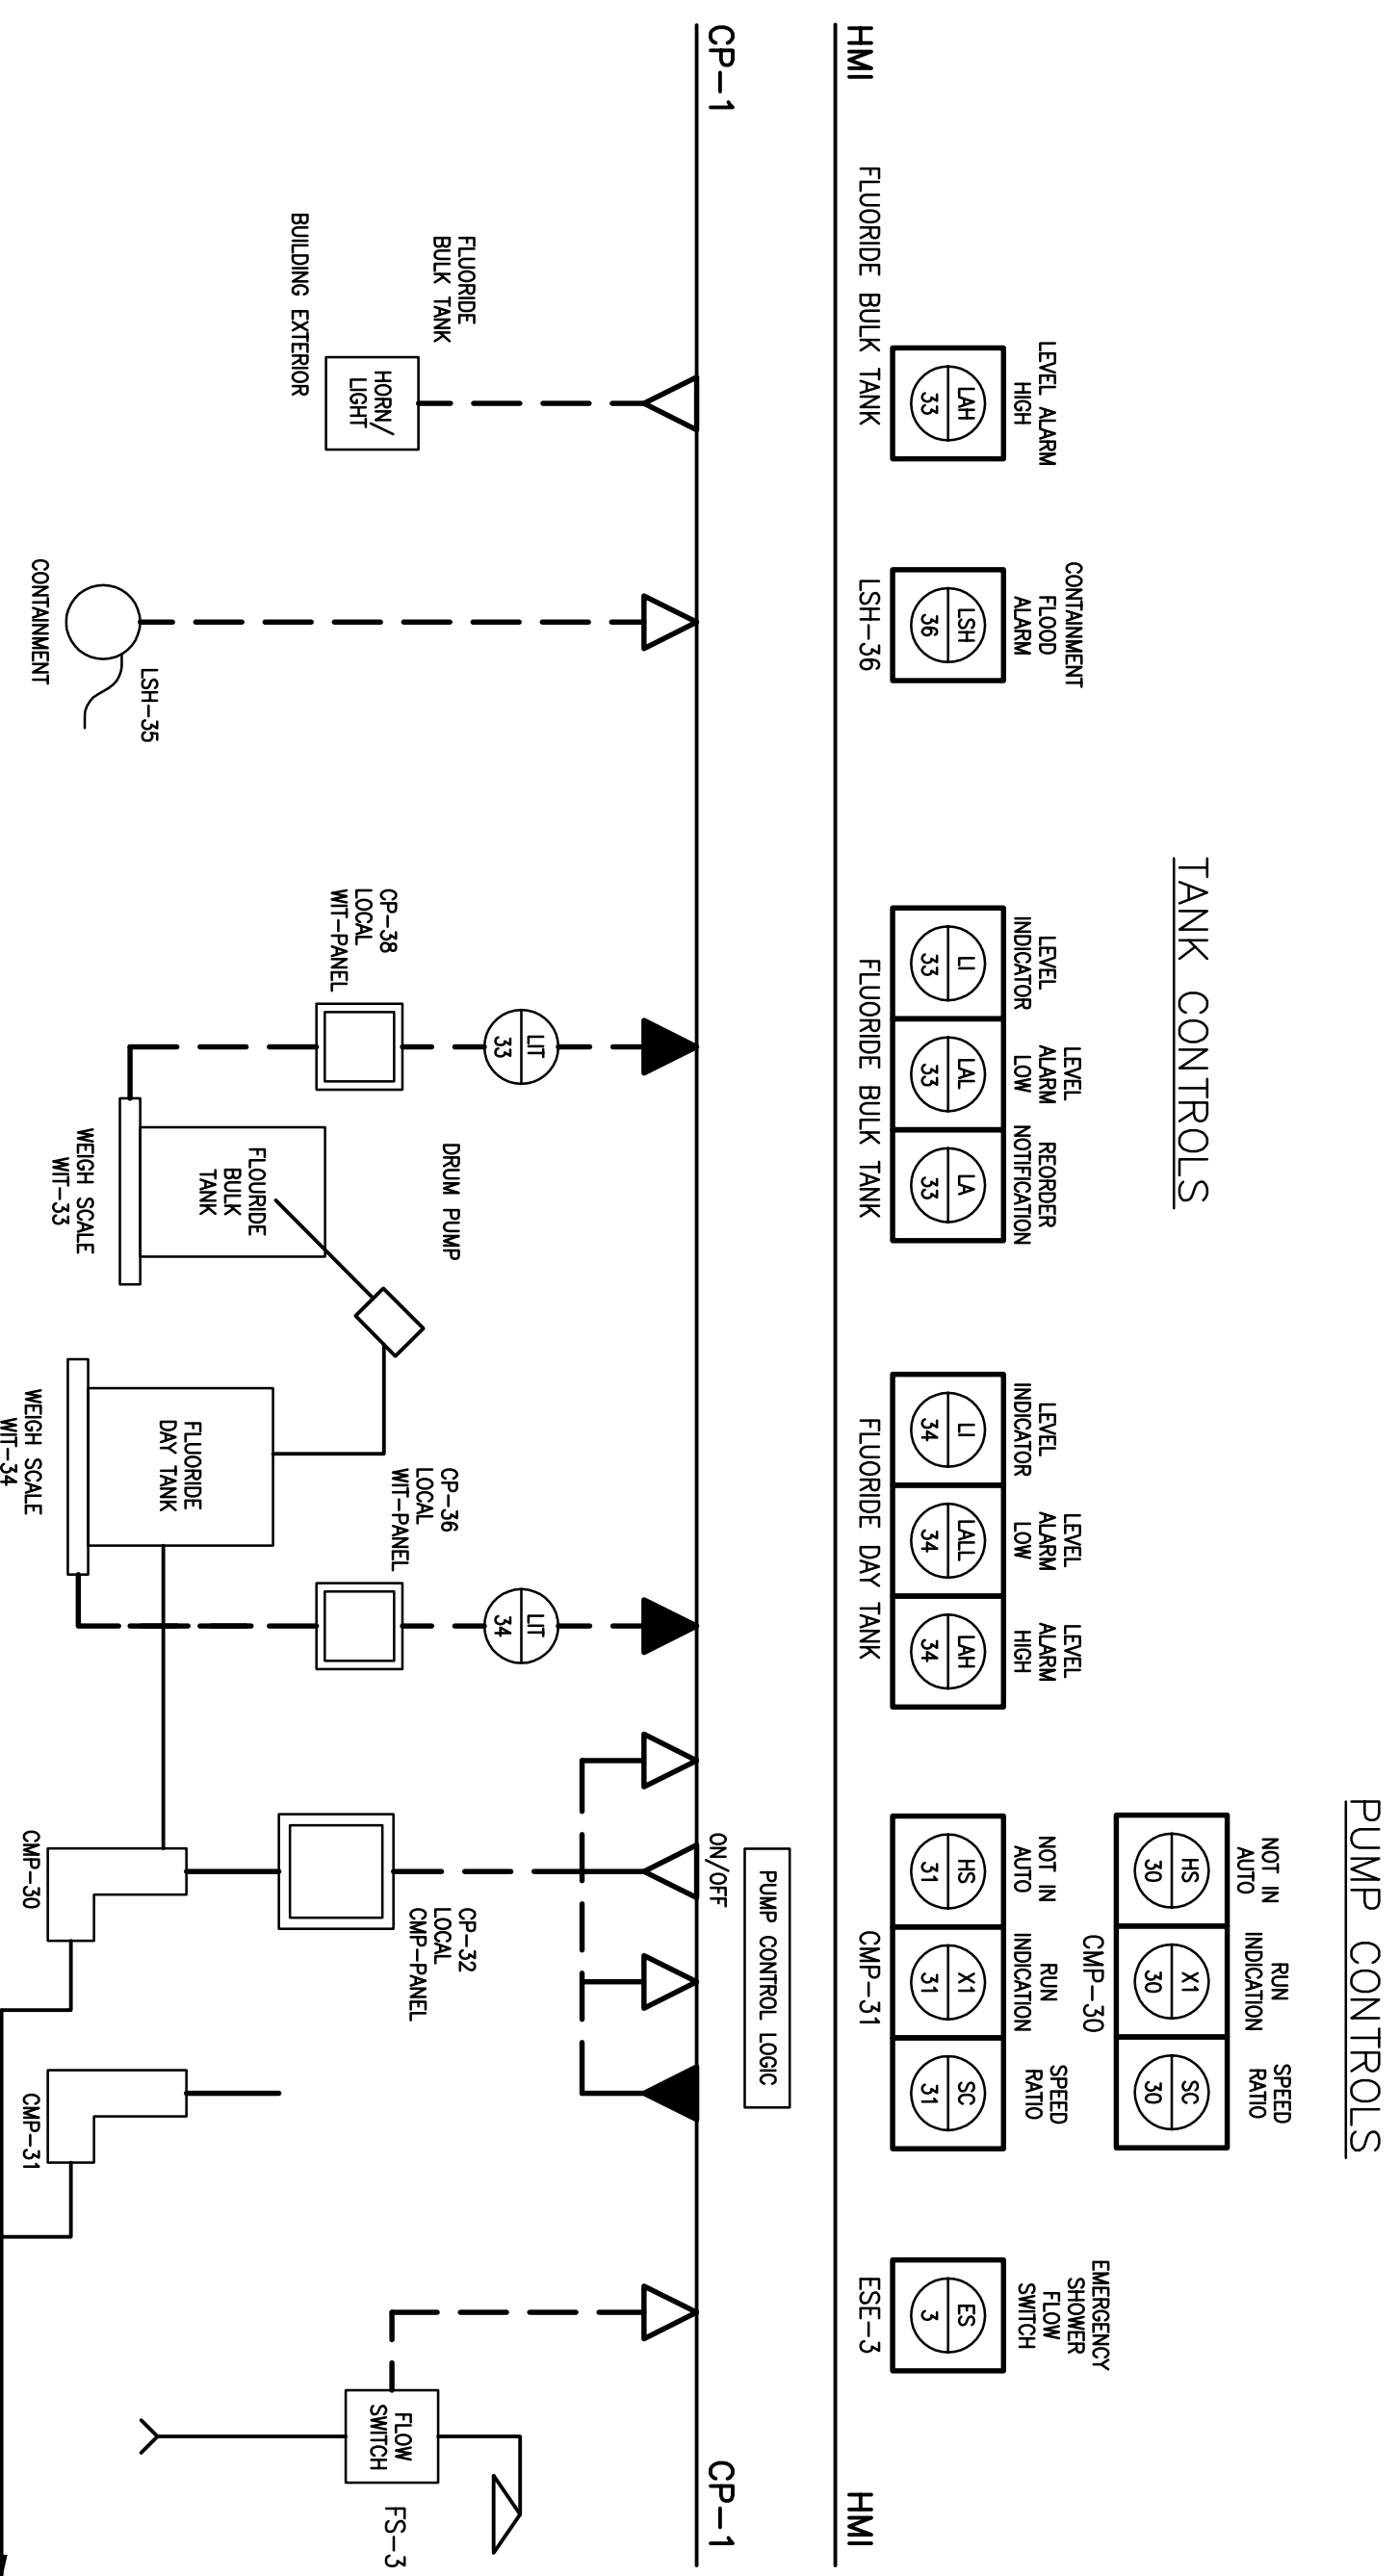 TANK CONTROLS
PUMP CONTROLS
NOT IN
AUTO
RUN
INDICATION
SPEED
RATIO
HS
30
X1
30
SC
30
CMP-30
LEVEL ALARM
HIGH
LAH
33
FLUORIDE BULK TANK
CONTAINMENT
FLOOD
ALARM
LSH
36
LSH-36
LEVEL
INDICATOR
LEVEL
ALARM
LOW
REORDER
NOTIFICATION
LI
33
LAL
33
LA
33
FLUORIDE BULK TANK
LEVEL
INDICATOR
LEVEL
ALARM
LOW
LEVEL
ALARM
HIGH
LI
34
LALL
34
LAH
34
FLUORIDE DAY TANK
NOT IN
AUTO
RUN
INDICATION
SPEED
RATIO
HS
31
X1
31
SC
31
CMP-31
EMERGENCY
SHOWER
FLOW
SWITCH
ES
3
ESE-3
HMI
HMI
CP-1
CP-1
PUMP CONTROL LOGIC
ON/OFF
FLUORIDE
BULK TANK
HORN/
LIGHT
BUILDING EXTERIOR
LSH-35
CONTAINMENT
LIT
33
CP-38
LOCAL
WIT-PANEL
DRUM PUMP
FLOURIDE
BULK
TANK
WEIGH SCALE
WIT-33
LIT
34
CP-36
LOCAL
WIT-PANEL
FLUORIDE
DAY TANK
WEIGH SCALE
WIT-34
CP-32
LOCAL
CMP-PANEL
CMP-30
CMP-31
FLOW
SWITCH
FS-3